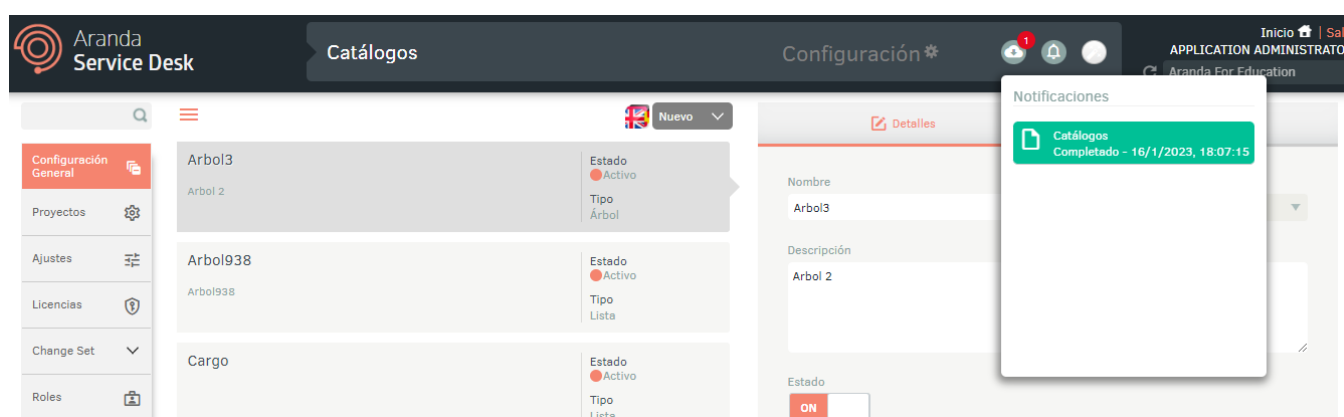 Aranda
Service Desk
Catálogos
Configuración
1
Inicio | Sal
APPLICATION ADMINISTRATO
Aranda For Education
Nuevo
Detalles
Notificaciones
Catálogos
Completado - 16/1/2023, 18:07:15
Configuración
General
Proyectos
Ajustes
Licencias
Change Set
Roles
Arbol3
Arbol 2
Estado
Activo
Tipo
Árbol
Arbol938
Arbol938
Estado
Activo
Tipo
Lista
Cargo
Estado
Activo
Tipo
Lista
Nombre
Arbol3
Descripción
Arbol 2
Estado
ON